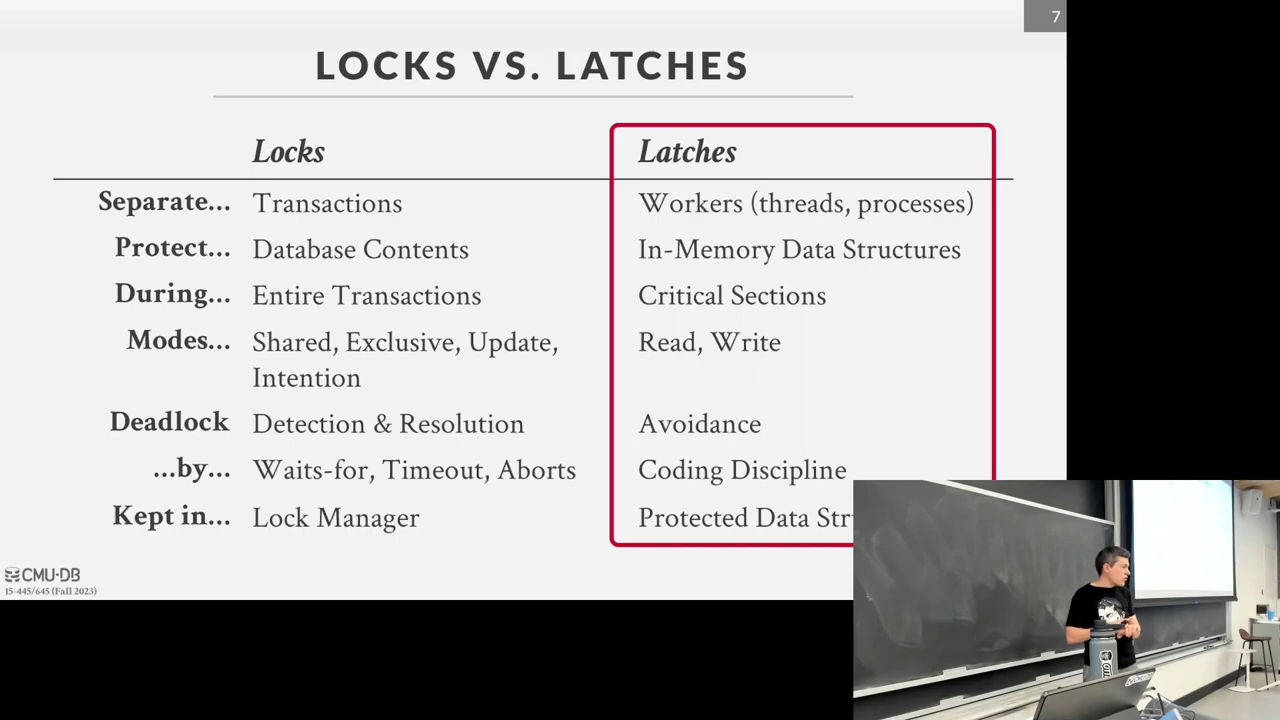 7
LOCKS VS. LATCHES
Locks Latches
Separate... Transactions Workers (threads, processes)
Protect... Database Contents In-Memory Data Structures
During... Entire Transactions Critical Sections
Modes... Shared, Exclusive, Update, Read, Write
Intention
Deadlock Detection & Resolution Avoidance
...by... Waits-for, Timeout, Aborts Coding Discipline
Kept in... Lock Manager Protected Data
CMU·DB
15-445/645 (Fall 2023)